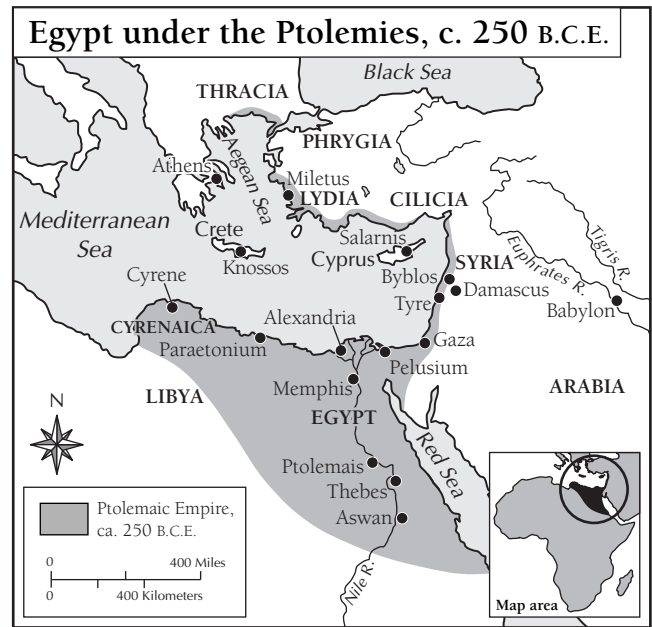 Egypt under the Ptolemies, c. 250 B.C.E.
Black Sea
THRACIA
PHRYGIA
Aegean Sea
Athens
Miletus
LYDIA
CILICIA
Mediterranean
Sea
Crete
Knossos
Salarnis
Cyprus
Tigris R.
Euphrates R.
SYRIA
Byblos
Damascus
Tyre
Babylon
Cyrene
CYRENAICA
Alexandria
Paraetonium
Gaza
Pelusium
Memphis
LIBYA
EGYPT
ARABIA
N
Red Sea
Ptolemais
Thebes
Aswan
Nile R.
Ptolemaic Empire,
ca. 250 B.C.E.
0 400 Miles
0 400 Kilometers
Map area